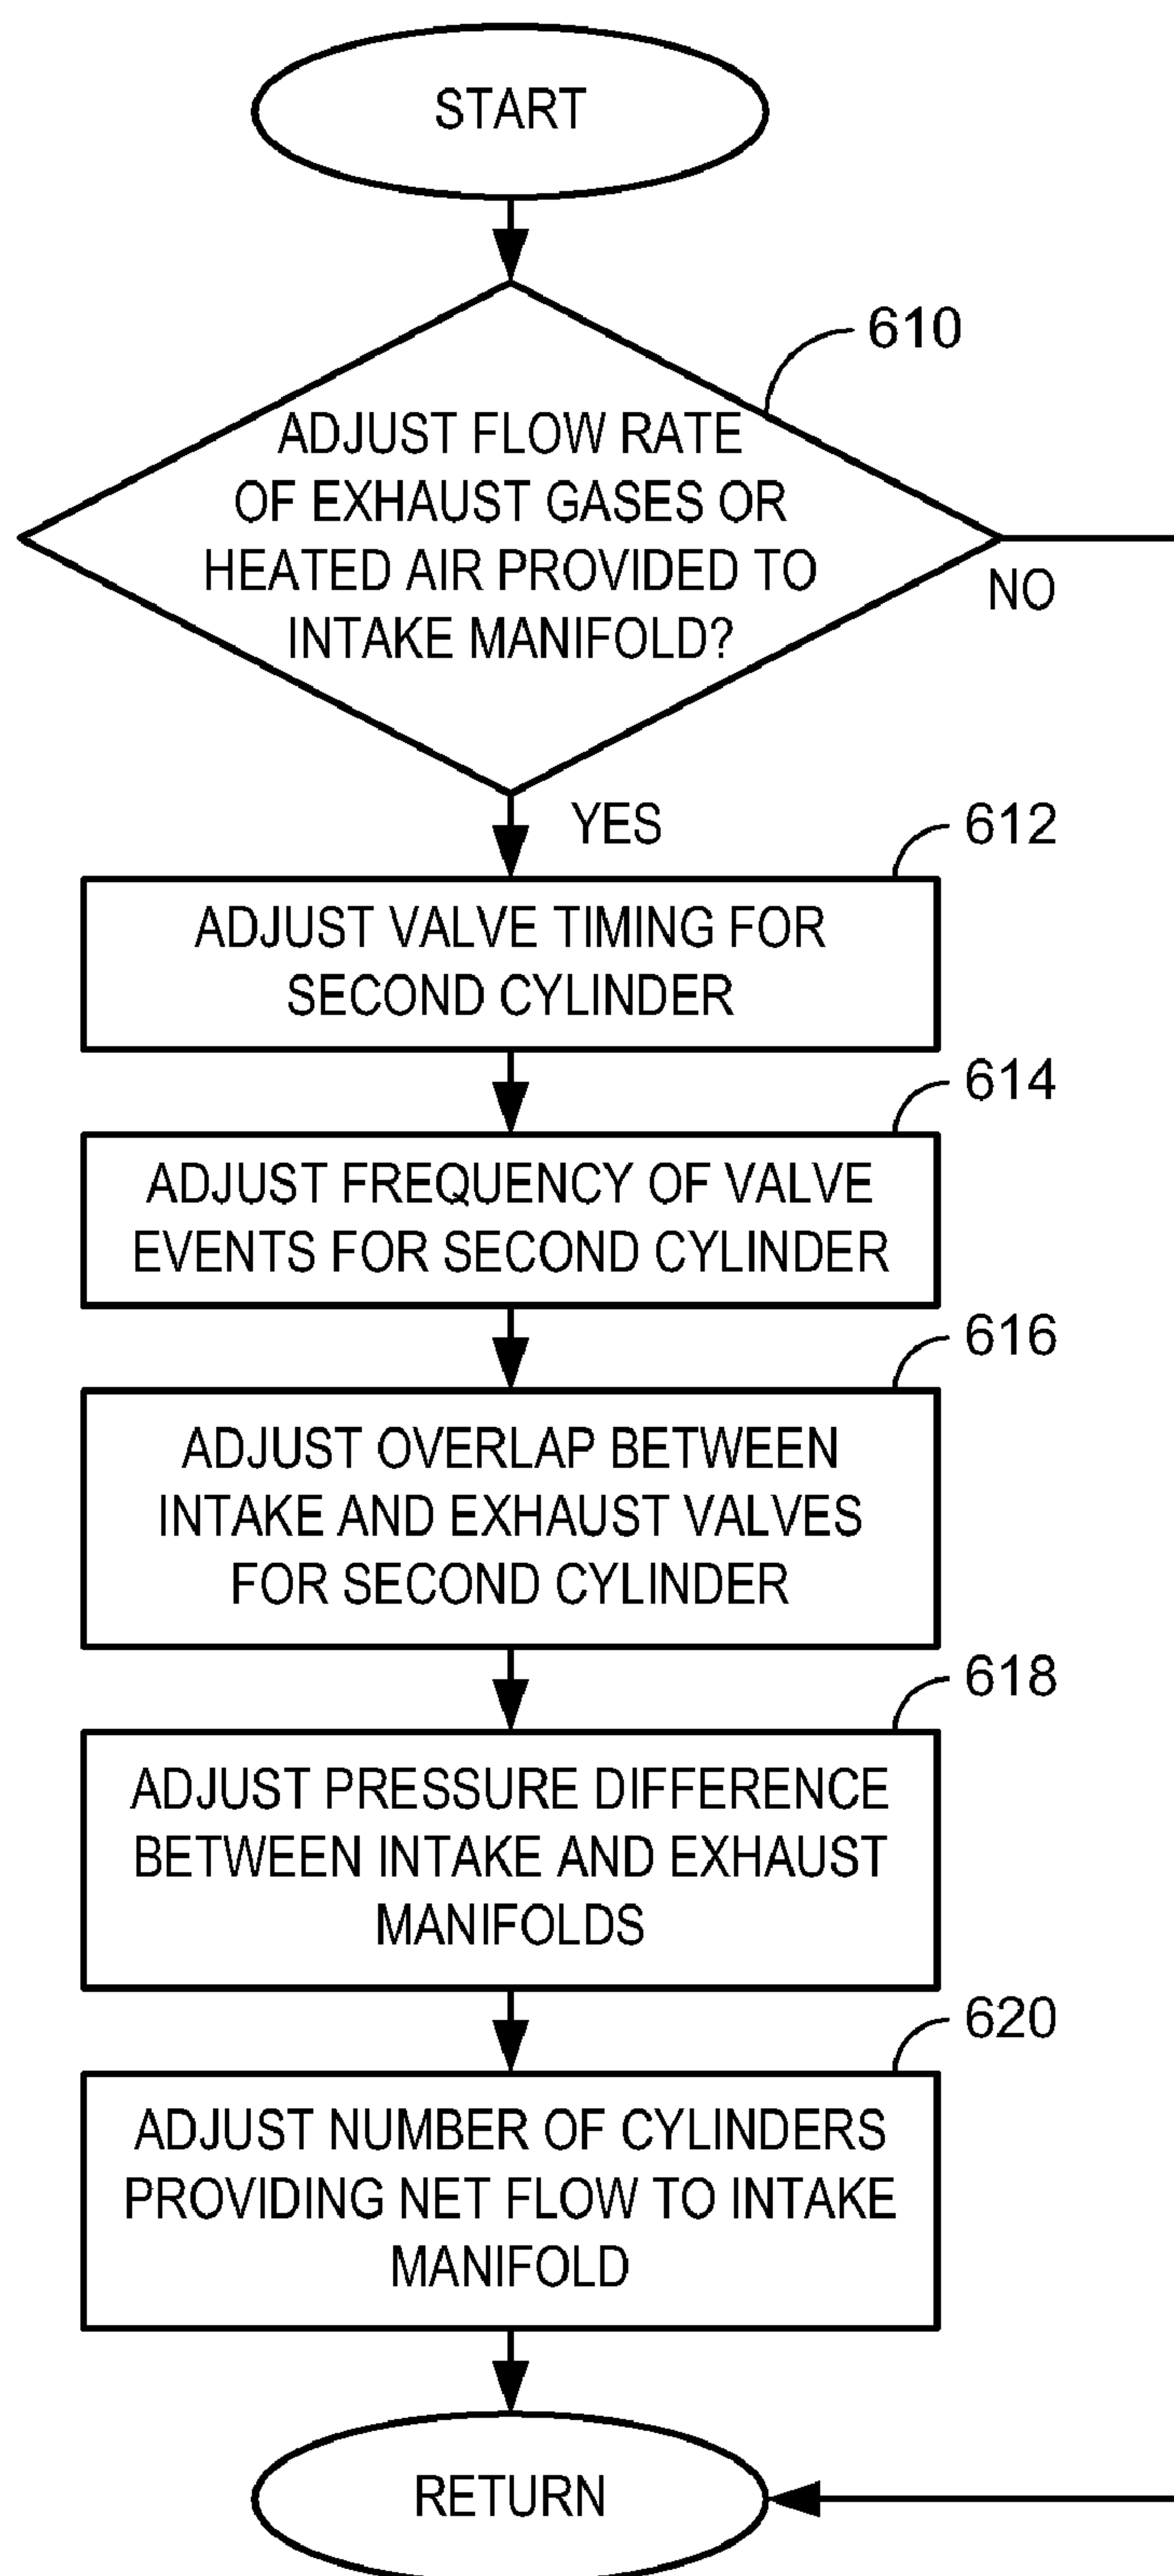 START
610
ADJUST FLOW RATE
OF EXHAUST GASES OR
HEATED AIR PROVIDED TO
INTAKE MANIFOLD?
NO
YES
612
ADJUST VALVE TIMING FOR
SECOND CYLINDER
614
ADJUST FREQUENCY OF VALVE
EVENTS FOR SECOND CYLINDER
616
ADJUST OVERLAP BETWEEN
INTAKE AND EXHAUST VALVES
FOR SECOND CYLINDER
618
ADJUST PRESSURE DIFFERENCE
BETWEEN INTAKE AND EXHAUST
MANIFOLDS
620
ADJUST NUMBER OF CYLINDERS
PROVIDING NET FLOW TO INTAKE
MANIFOLD
RETURN